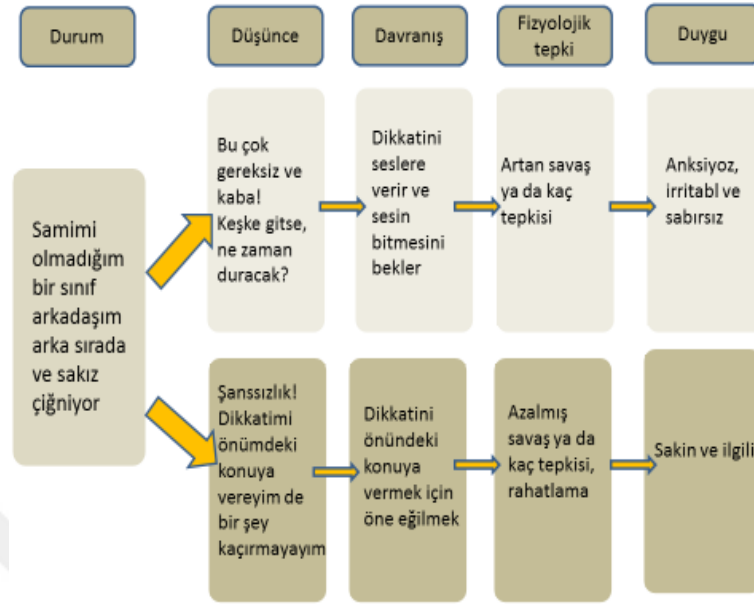 Durum
Düşünce
Davranış
Fizyolojik
tepki
Duygu
Samimi
olmadığım
bir sınıf
arkadaşım
arka sırada
ve sakız
çiğniyor
Bu çok
gereksiz ve
kaba!
Keşke gitse,
ne zaman
duracak?
Dikkatini
seslere
verir ve
sesin
bitmesini
bekler
Artan savaş
ya da kaç
tepkisi
Anksiyoz,
irritabl ve
sabırsız
Şanssızlık!
Dikkatimi
önümdeki
konuya
vereyim de
bir şey
kaçırmayayım
Dikkatini
önündeki
konuya
vermek için
öne eğilmek
Azalmış
savaş ya da
kaç tepkisi,
rahatlama
Sakin ve ilgili